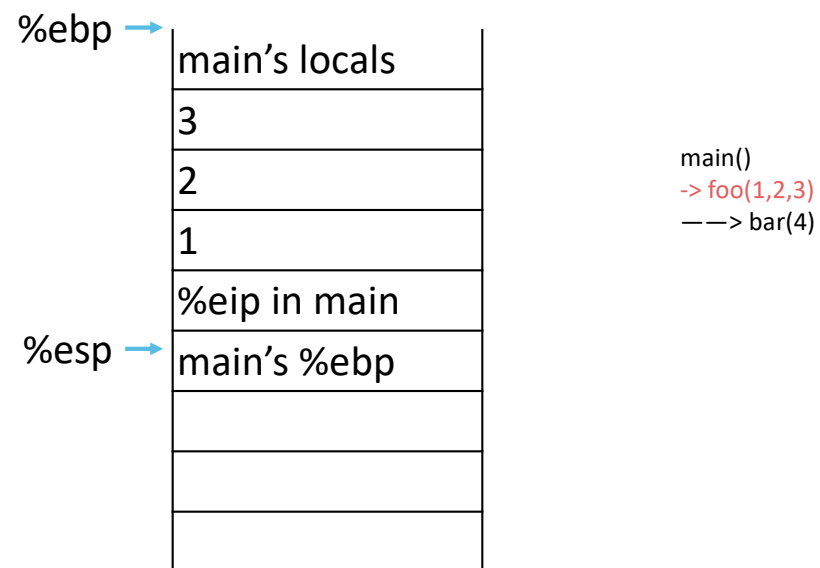 %ebp
main’s locals
3
2
1
%eip in main
%esp
main’s %ebp
main()
-> foo(1,2,3)
——> bar(4)